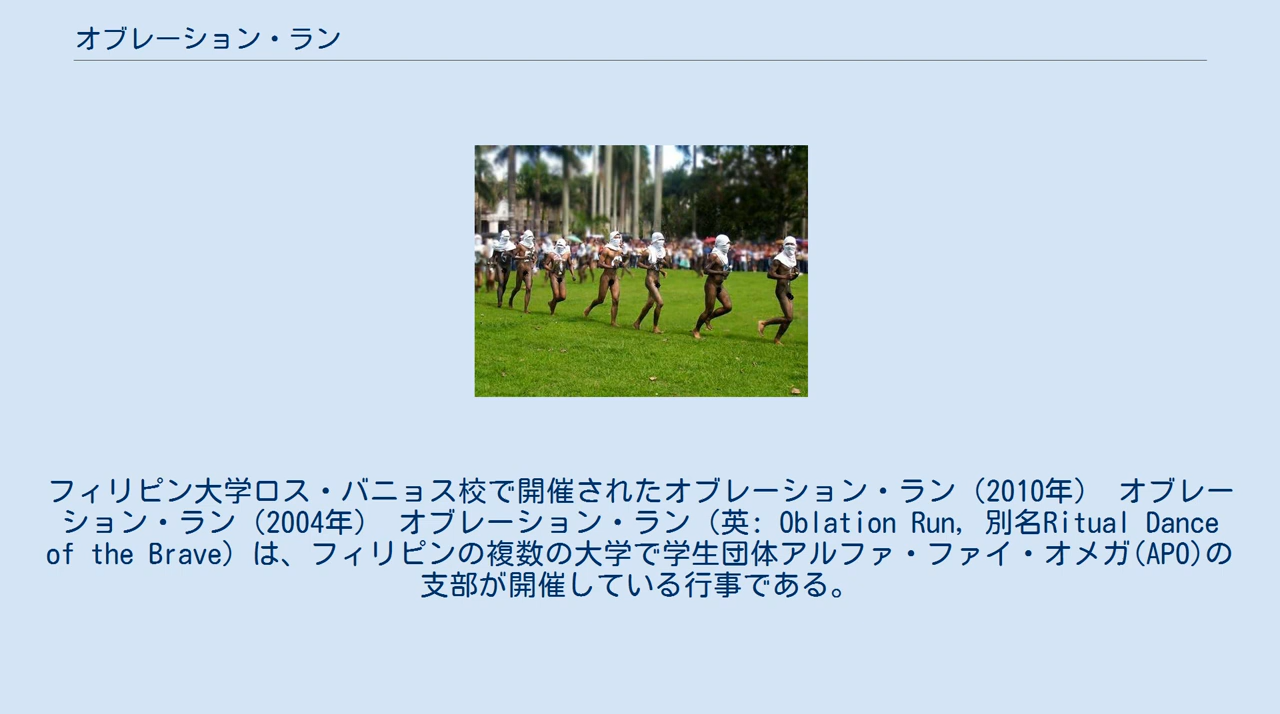 オブレーション・ラン
フィリピン大学ロス・バニョス校で開催されたオブレーション・ラン（2010年） オブレー
ション・ラン（2004年） オブレーション・ラン（英: Oblation Run, 別名Ritual Dance
of the Brave）は、フィリピンの複数の大学で学生団体アルファ・ファイ・オメガ(APO)の
支部が開催している行事である。